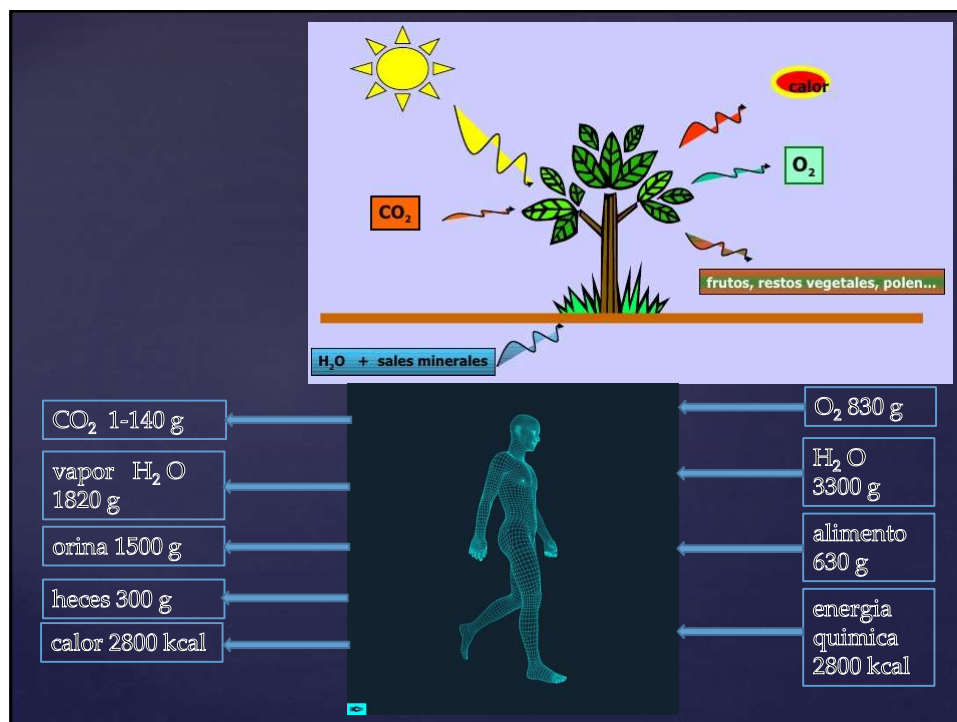 calor
O₂
CO₂
frutos, restos vegetales, polen...
H₂O + sales minerales
CO₂ 1-140 g
vapor H₂ O
1820 g
orina 1500 g
heces 300 g
calor 2800 kcal
O₂ 830 g
H₂ O
3300 g
alimento
630 g
energia
quimica
2800 kcal